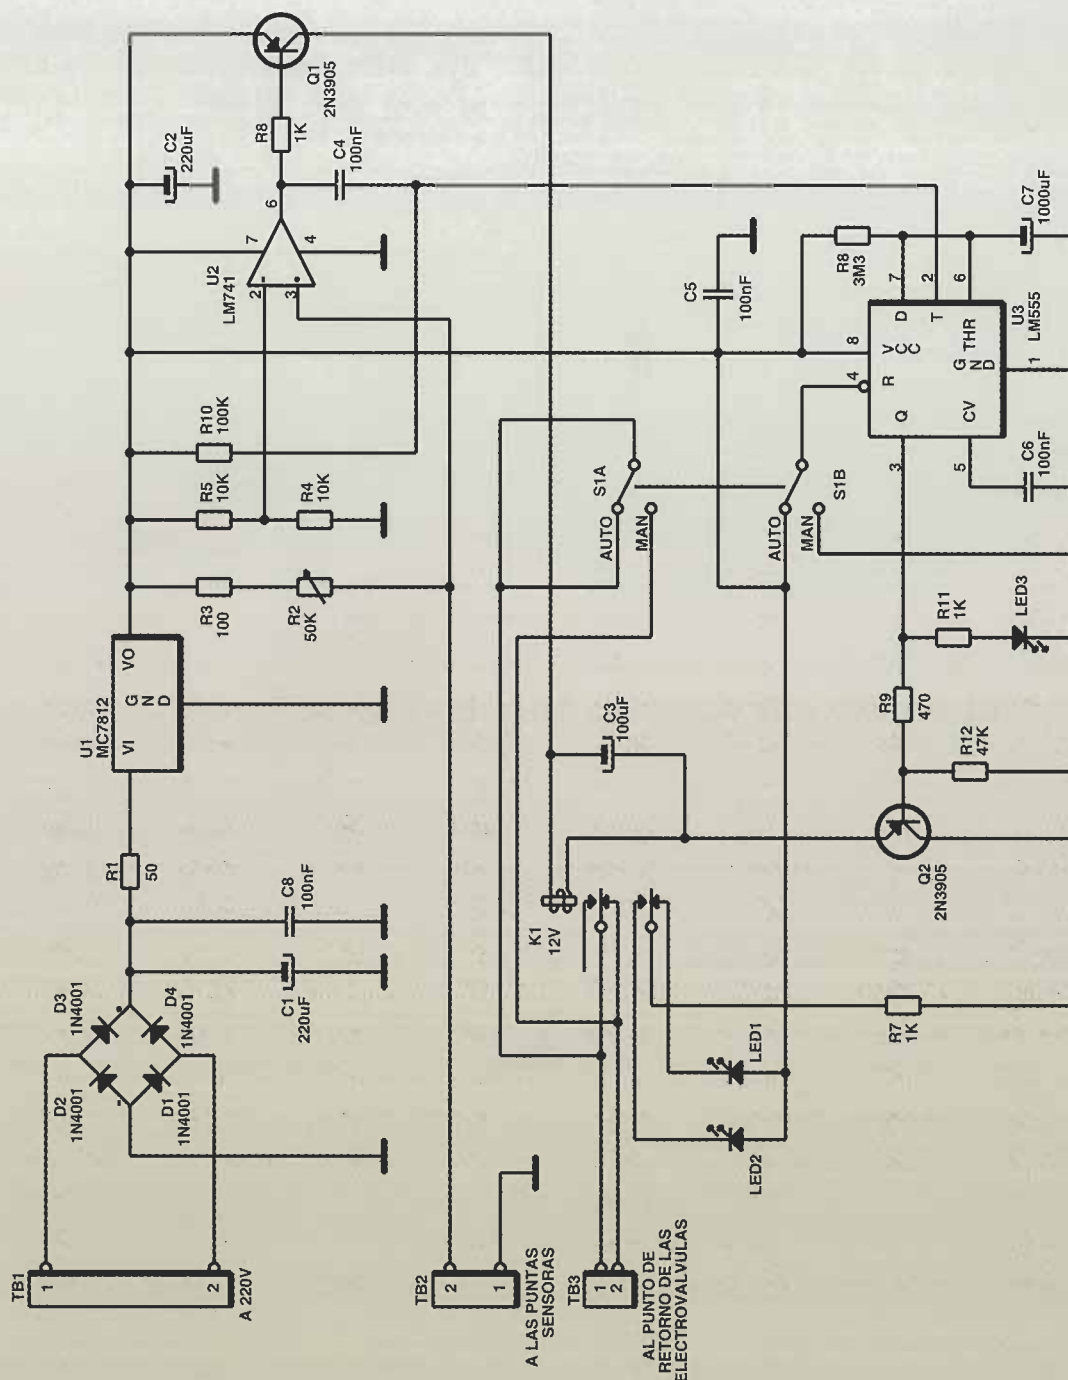 TB1
1
2
A 220V
D2
1N4001
D3
1N4001
D1
1N4001
D4
1N4001
-
C1
220uF
C8
100nF
R1
50
U1
MC7812
VI
VO
G
N
D
R3
100
R2
50K
R5
10K
R4
10K
R10
100K
U2
LM741
2
3
7
4
6
-
C2
220uF
R8
1K
C4
100nF
Q1
2N3905
TB2
2
1
A LAS PUNTAS
SENSORAS
TB3
1
2
AL PUNTO DE
RETORNO DE LAS
ELECTROVALVULAS
K1
12V
C3
100uF
AUTO
MAN
S1A
AUTO
MAN
S1B
C5
100nF
LED2
LED1
R7
1K
Q2
2N3905
R9
470
R12
47K
R11
1K
LED3
R8
3M3
C7
1000uF
C6
100nF
U3
LM555
3
4
8
7
2
6
5
1
Q
R
V
C
C
D
T
THR
CV
G
N
D